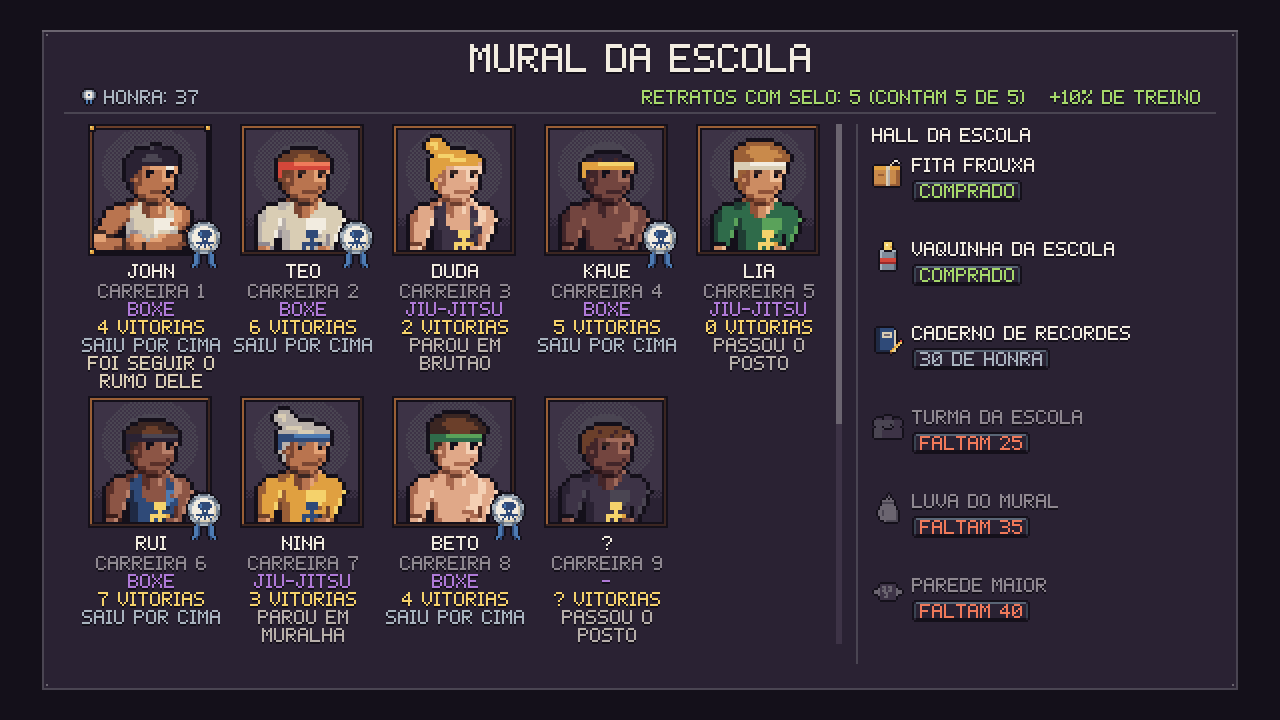 MURAL DA ESCOLA
HONRA: 37
RETRATOS COM SELO: 5 (CONTAM 5 DE 5) +10% DE TREINO
JOHN
CARREIRA 1
BOXE
4 VITORIAS
SAIU POR CIMA
FOI SEGUIR O
RUMO DELE
TEO
CARREIRA 2
BOXE
6 VITORIAS
SAIU POR CIMA
DUDA
CARREIRA 3
JIU-JITSU
2 VITORIAS
PAROU EM
BRUTAO
KAUE
CARREIRA 4
BOXE
5 VITORIAS
SAIU POR CIMA
LIA
CARREIRA 5
JIU-JITSU
0 VITORIAS
PASSOU O
POSTO
RUI
CARREIRA 6
BOXE
7 VITORIAS
SAIU POR CIMA
NINA
CARREIRA 7
JIU-JITSU
3 VITORIAS
PAROU EM
MURALHA
BETO
CARREIRA 8
BOXE
4 VITORIAS
SAIU POR CIMA
?
CARREIRA 9
-
? VITORIAS
PASSOU O
POSTO
HALL DA ESCOLA
FITA FROUXA
COMPRADO
VAQUINHA DA ESCOLA
COMPRADO
CADERNO DE RECORDES
30 DE HONRA
TURMA DA ESCOLA
FALTAM 25
LUVA DO MURAL
FALTAM 35
PAREDE MAIOR
FALTAM 40